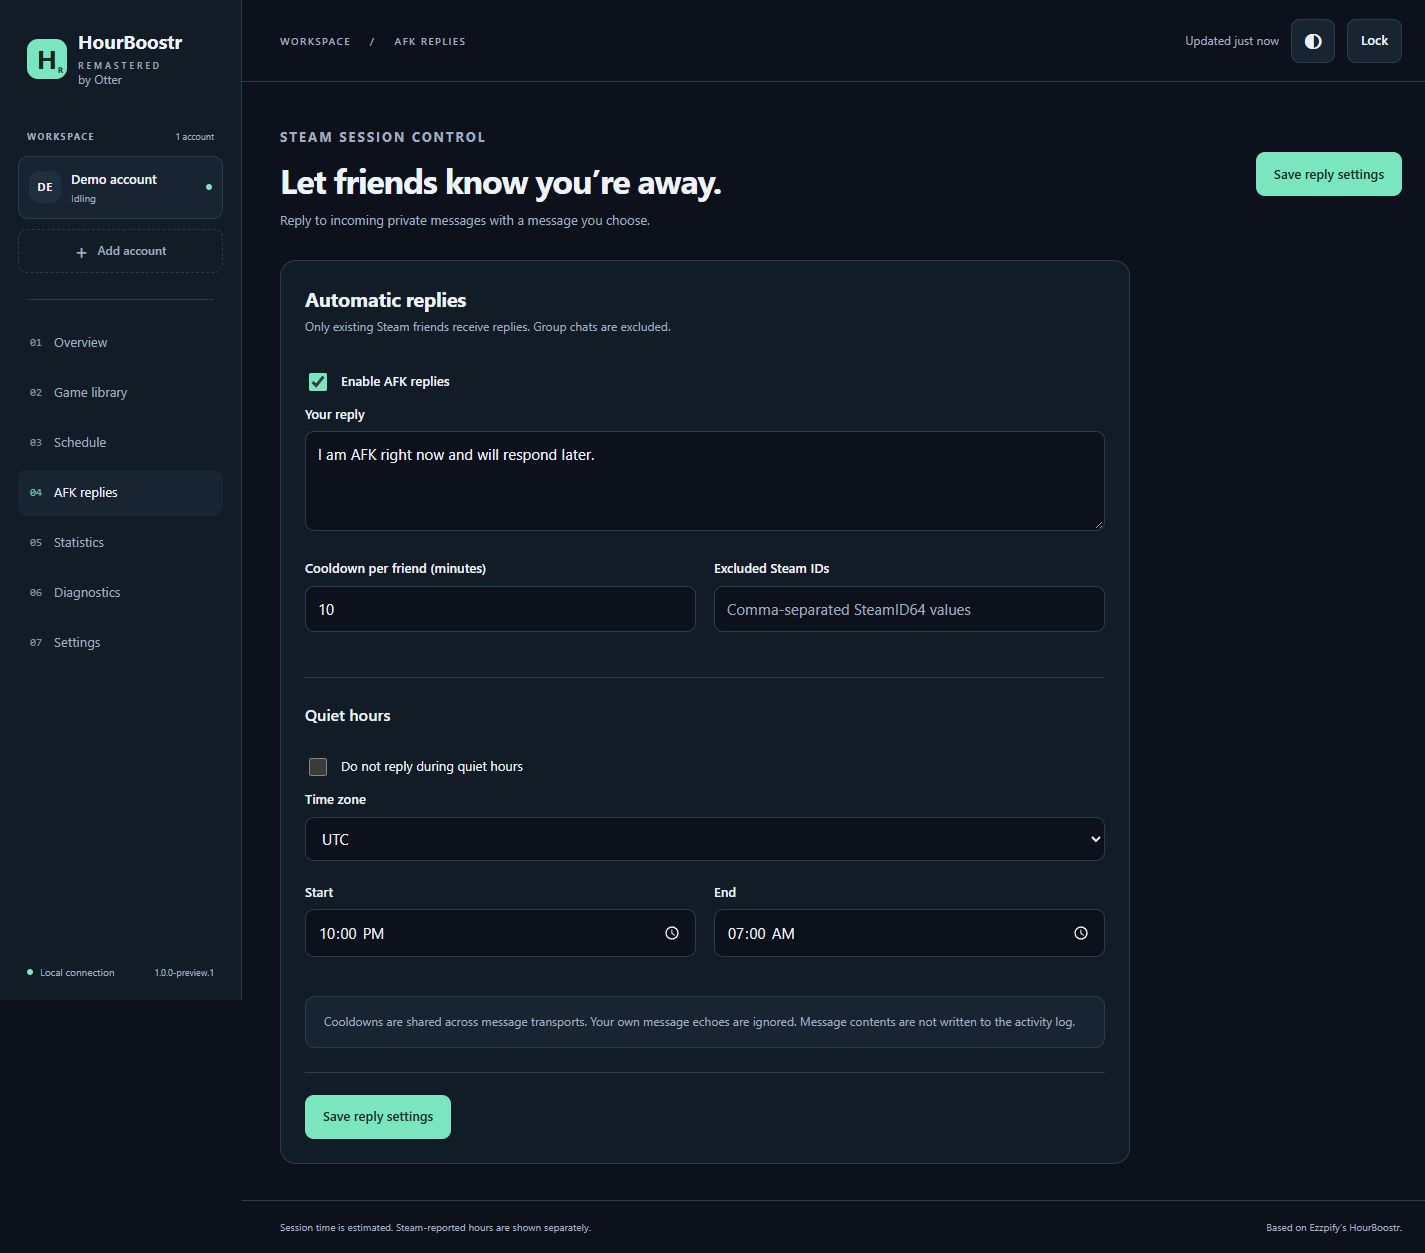 HourBoostr
REMASTERED
by Otter
WORKSPACE 1 account
DE Demo account
Idling
+ Add account
01 Overview
02 Game library
03 Schedule
04 AFK replies
05 Statistics
06 Diagnostics
07 Settings
Local connection 1.0.0-preview.1
WORKSPACE / AFK REPLIES
Updated just now
Lock
STEAM SESSION CONTROL
Let friends know you’re away.
Reply to incoming private messages with a message you choose.
Save reply settings
Automatic replies
Only existing Steam friends receive replies. Group chats are excluded.
Enable AFK replies
Your reply
I am AFK right now and will respond later.
Cooldown per friend (minutes)
10
Excluded Steam IDs
Comma-separated SteamID64 values
Quiet hours
Do not reply during quiet hours
Time zone
UTC
Start
10:00 PM
End
07:00 AM
Cooldowns are shared across message transports. Your own message echoes are ignored. Message contents are not written to the activity log.
Save reply settings
Session time is estimated. Steam-reported hours are shown separately.
Based on Ezzpify’s HourBoostr.
HR